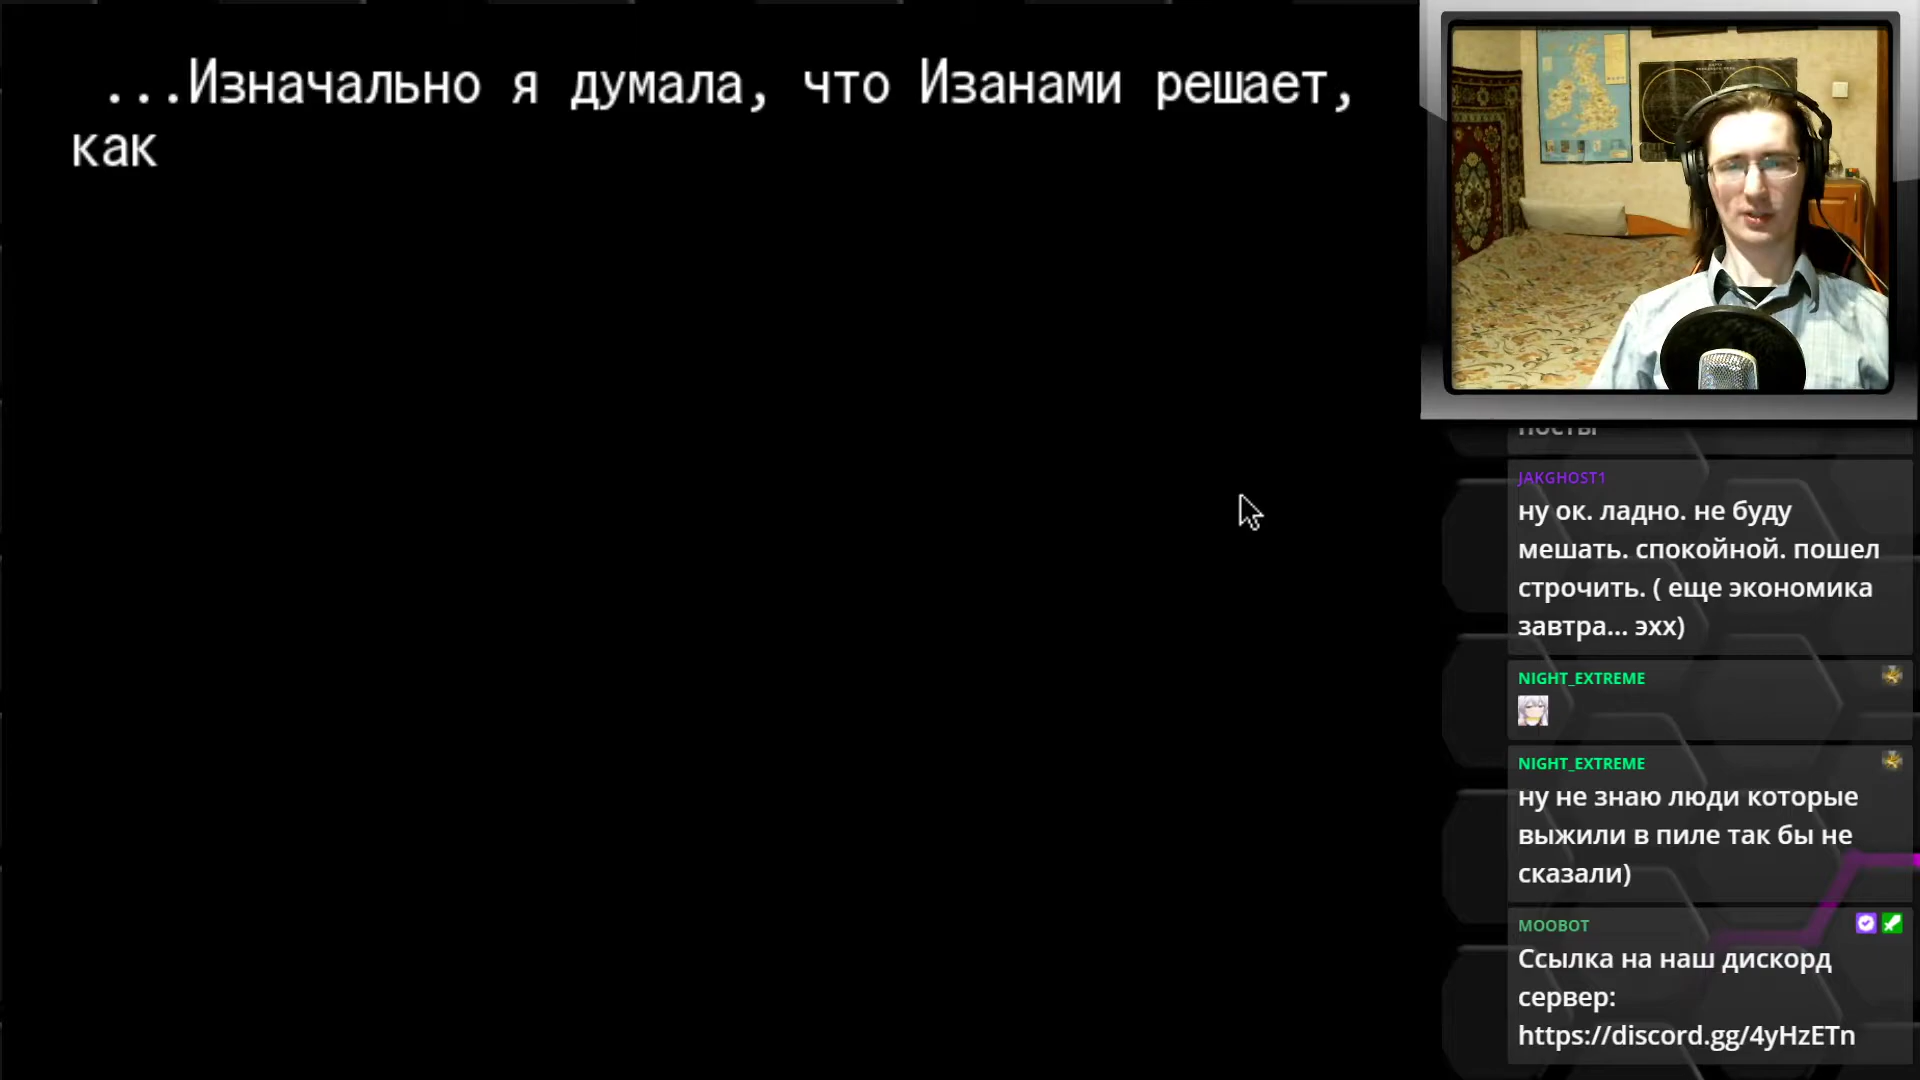 ...Изначально я думала, что Изанами решает,
как
посты
JAKGHOST1
ну ок. ладно. не буду
мешать. спокойной. пошел
строчить. ( еще экономика
завтра... эхх)
NIGHT_EXTREME
NIGHT_EXTREME
ну не знаю люди которые
выжили в пиле так бы не
сказали)
MOOBOT
Ссылка на наш дискорд
сервер:
https://discord.gg/4yHzETn